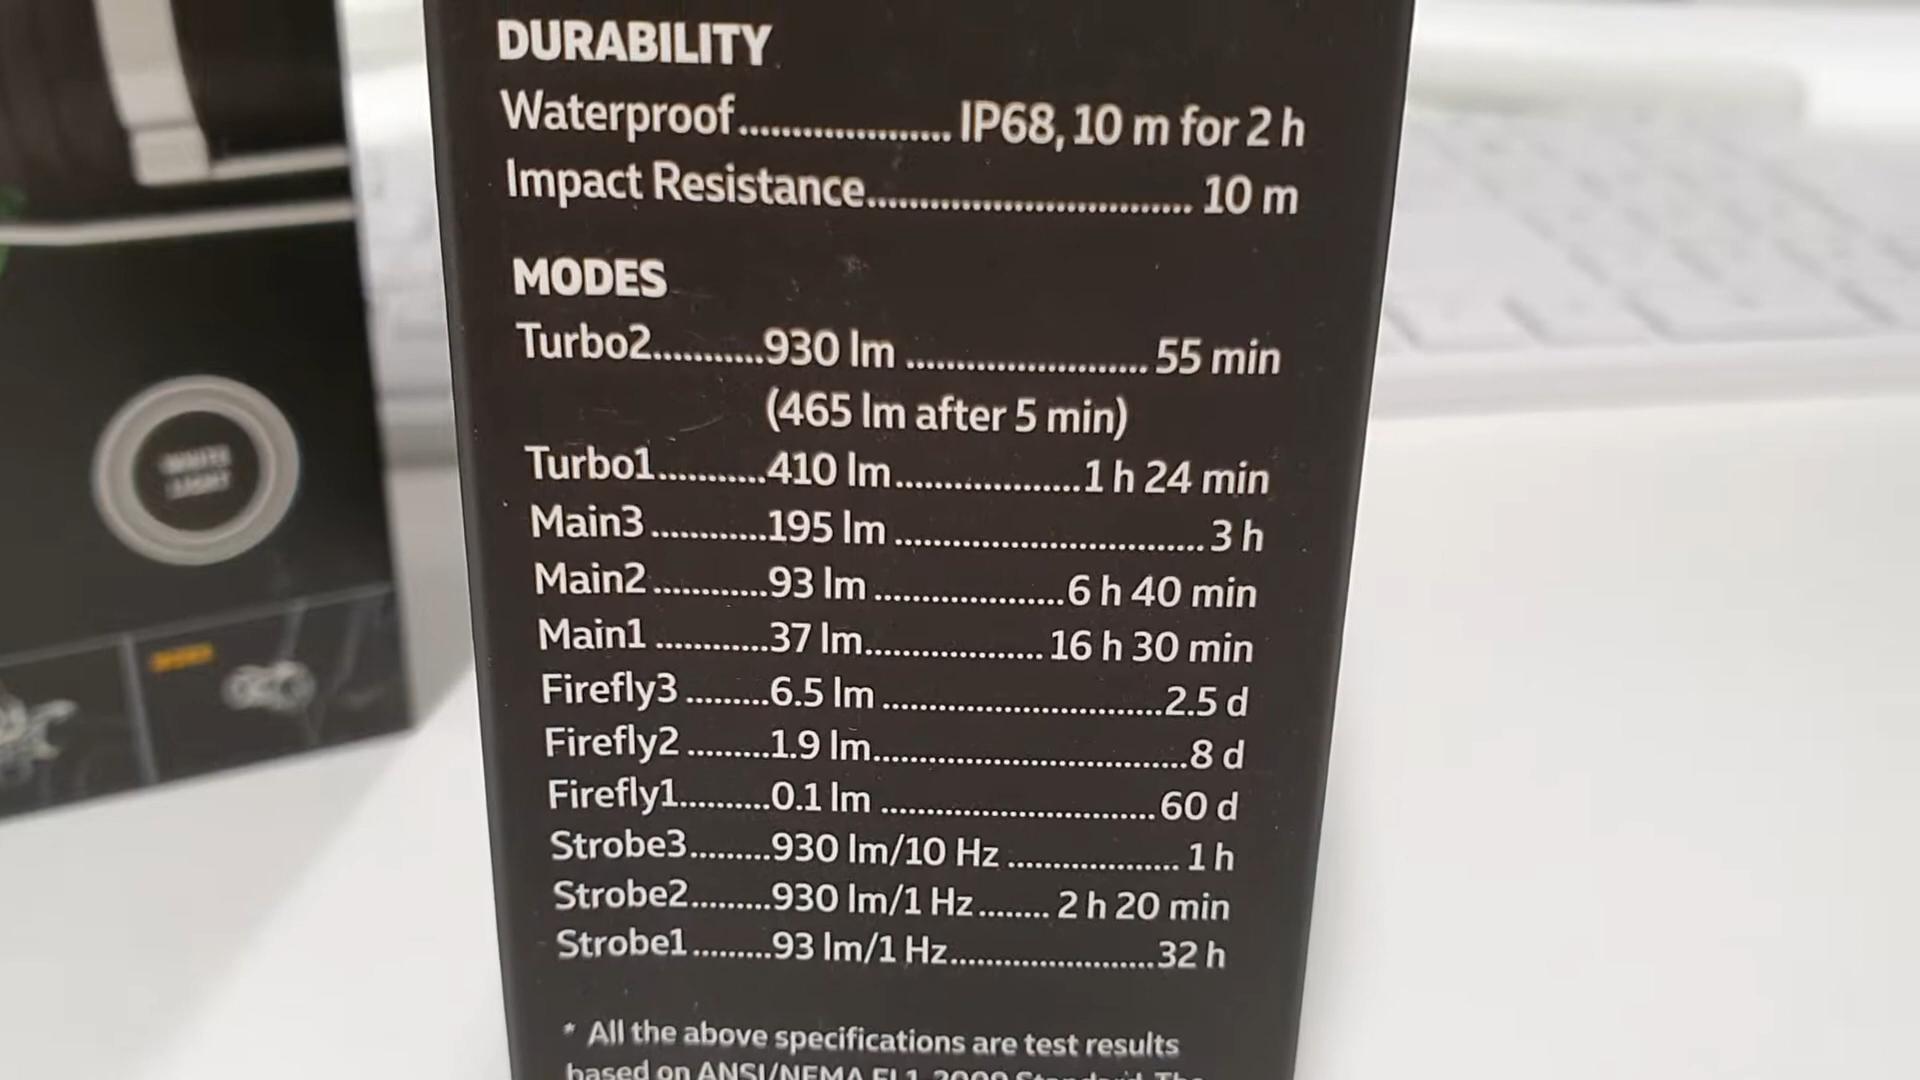 DURABILITY
Waterproof.................... IP68, 10 m for 2 h
Impact Resistance............................... 10 m
MODES
Turbo2...........930 lm ....................... 55 min
(465 lm after 5 min)
Turbo1..........410 lm..................1 h 24 min
Main3...........195 lm ............................. 3 h
Main2...........93 lm ..................6 h 40 min
Main1...........37 lm................. 16 h 30 min
Firefly3........6.5 lm ..........................2.5 d
Firefly2........1.9 lm..............................8 d
Firefly1.........0.1 lm ..........................60 d
Strobe3........930 lm/10 Hz ................ 1 h
Strobe2........930 lm/1 Hz....... 2 h 20 min
Strobe1........93 lm/1 Hz...................32 h
* All the above specifications are test results
based on ANSI/NEMA FL1-2009 Standard. The
WHITE
LIGHT